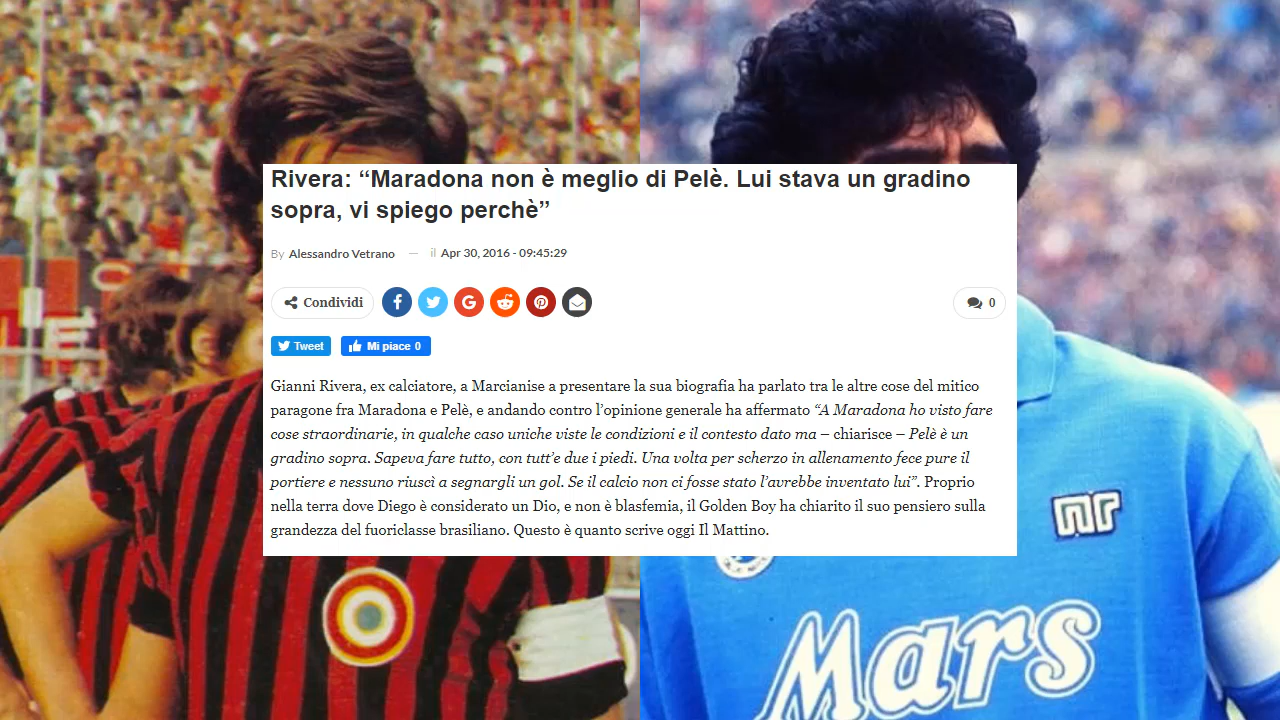 Rivera: “Maradona non è meglio di Pelè. Lui stava un gradino
sopra, vi spiego perchè”
By Alessandro Vetrano — il Apr 30, 2016 - 09:45:29
Condividi
0
Tweet
Mi piace 0
Gianni Rivera, ex calciatore, a Marcianise a presentare la sua biografia ha parlato tra le altre cose del mitico
paragone fra Maradona e Pelè, e andando contro l’opinione generale ha affermato “A Maradona ho visto fare
cose straordinarie, in qualche caso uniche viste le condizioni e il contesto dato ma – chiarisce – Pelè è un
gradino sopra. Sapeva fare tutto, con tutt’e due i piedi. Una volta per scherzo in allenamento fece pure il
portiere e nessuno riuscì a segnargli un gol. Se il calcio non ci fosse stato l’avrebbe inventato lui”. Proprio
nella terra dove Diego è considerato un Dio, e non è blasfemia, il Golden Boy ha chiarito il suo pensiero sulla
grandezza del fuoriclasse brasiliano. Questo è quanto scrive oggi Il Mattino.
NR
Mars